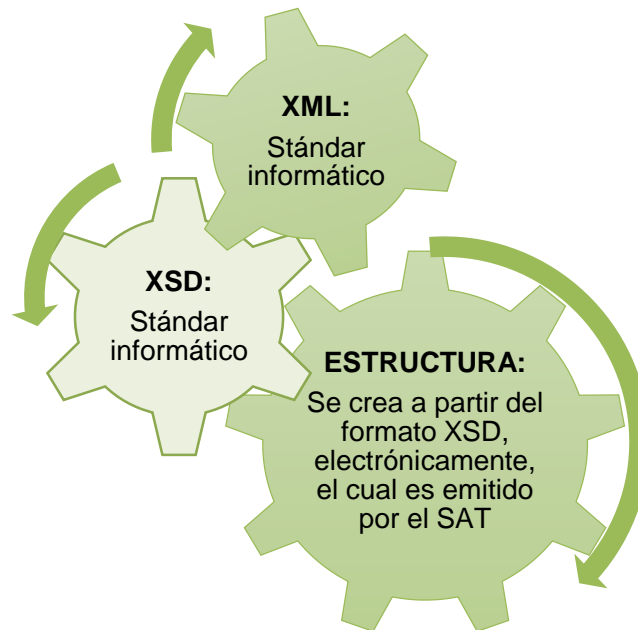 XML:
Stándar
informático
XSD:
Stándar
informático
ESTRUCTURA:
Se crea a partir del
formato XSD,
electrónicamente,
el cual es emitido
por el SAT